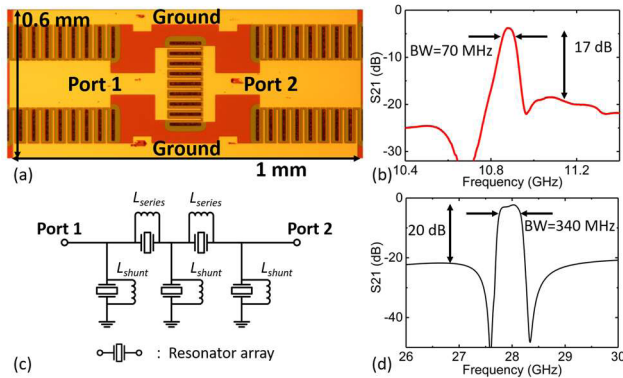 0.6 mm
Ground
Port 1
Port 2
Ground
1 mm
(a)
S21 (dB)
0
-10
-20
-30
BW=70 MHz
17 dB
10.4
10.8
11.2
Frequency (GHz)
(b)
Lseries
Lseries
Port 1
Port 2
Lshunt
Lshunt
Lshunt
: Resonator array
(c)
S21 (dB)
0
-20
-40
20 dB
BW=340 MHz
26
27
28
29
30
Frequency (GHz)
(d)